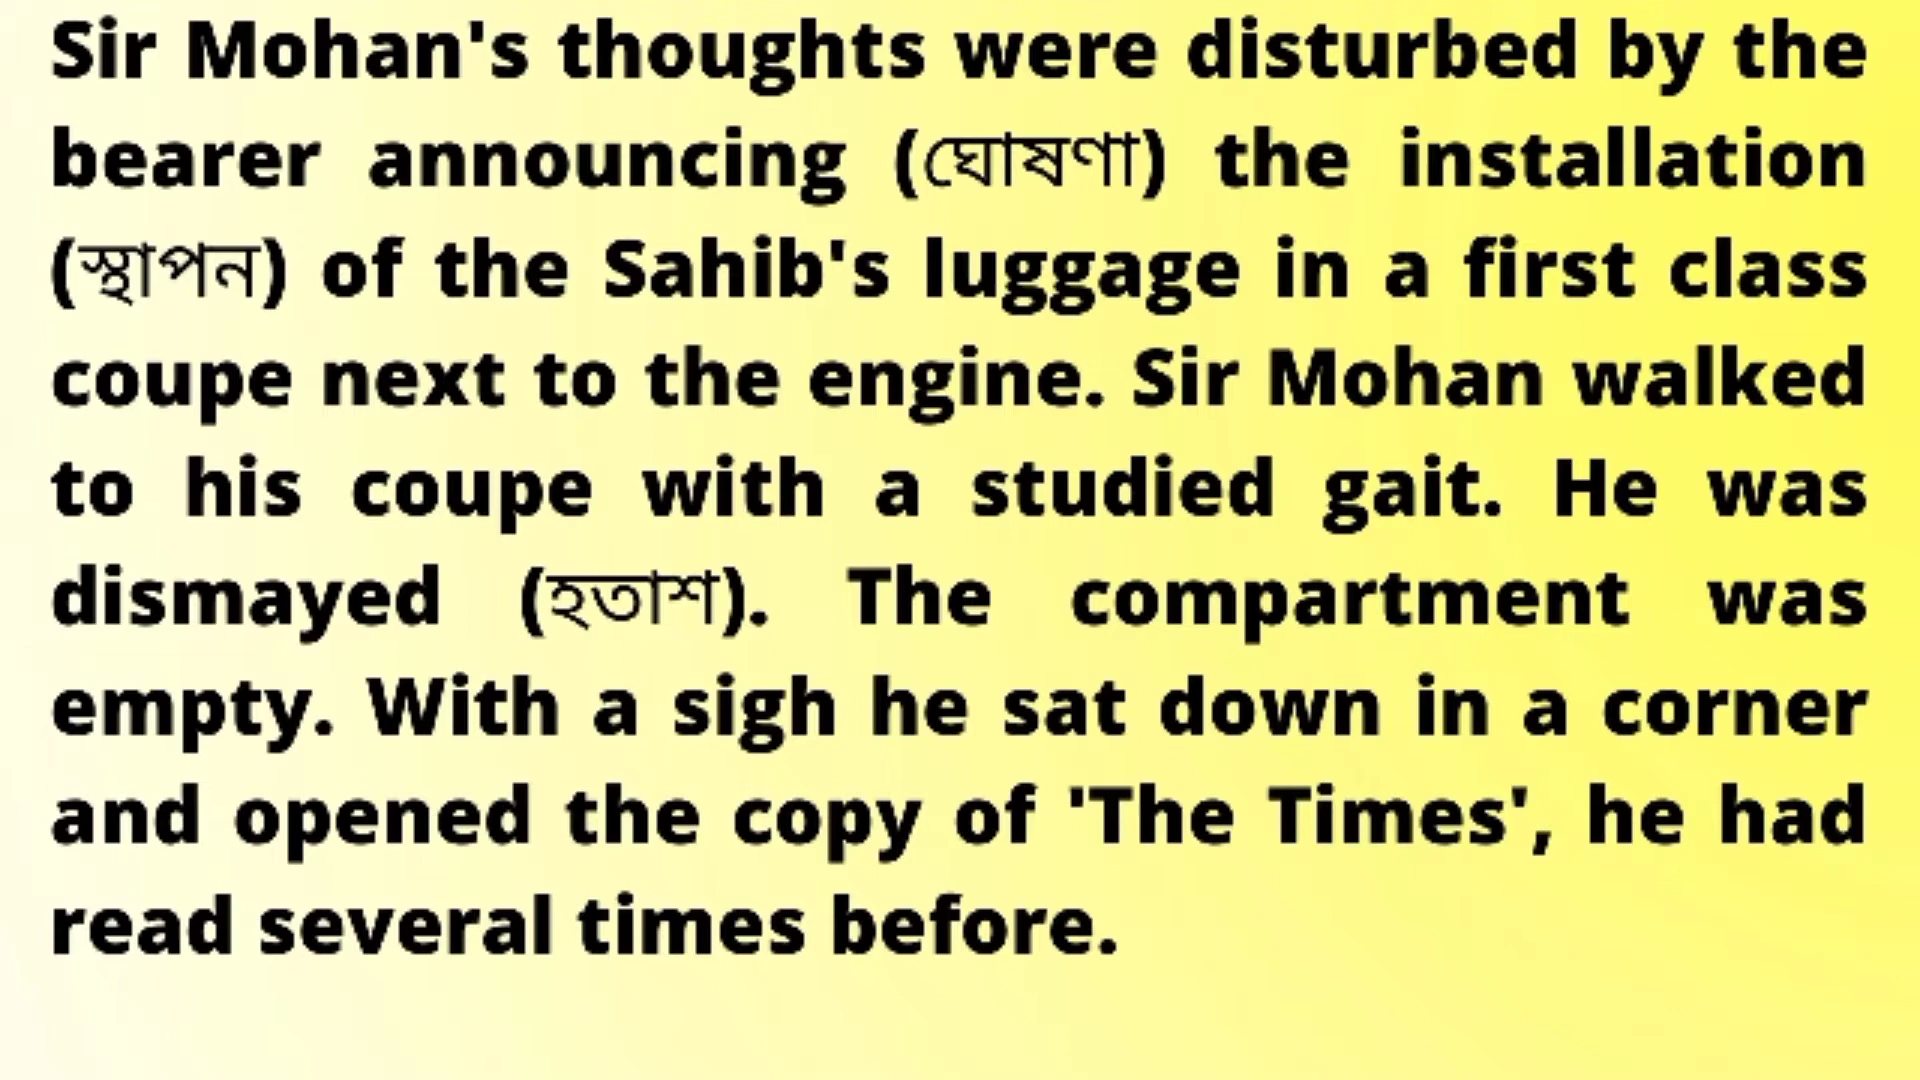 Sir Mohan's thoughts were disturbed by the
bearer announcing (ঘোষণা) the installation
(স্থাপন) of the Sahib's luggage in a first class
coupe next to the engine. Sir Mohan walked
to his coupe with a studied gait. He was
dismayed (হতাশ). The compartment was
empty. With a sigh he sat down in a corner
and opened the copy of 'The Times', he had
read several times before.